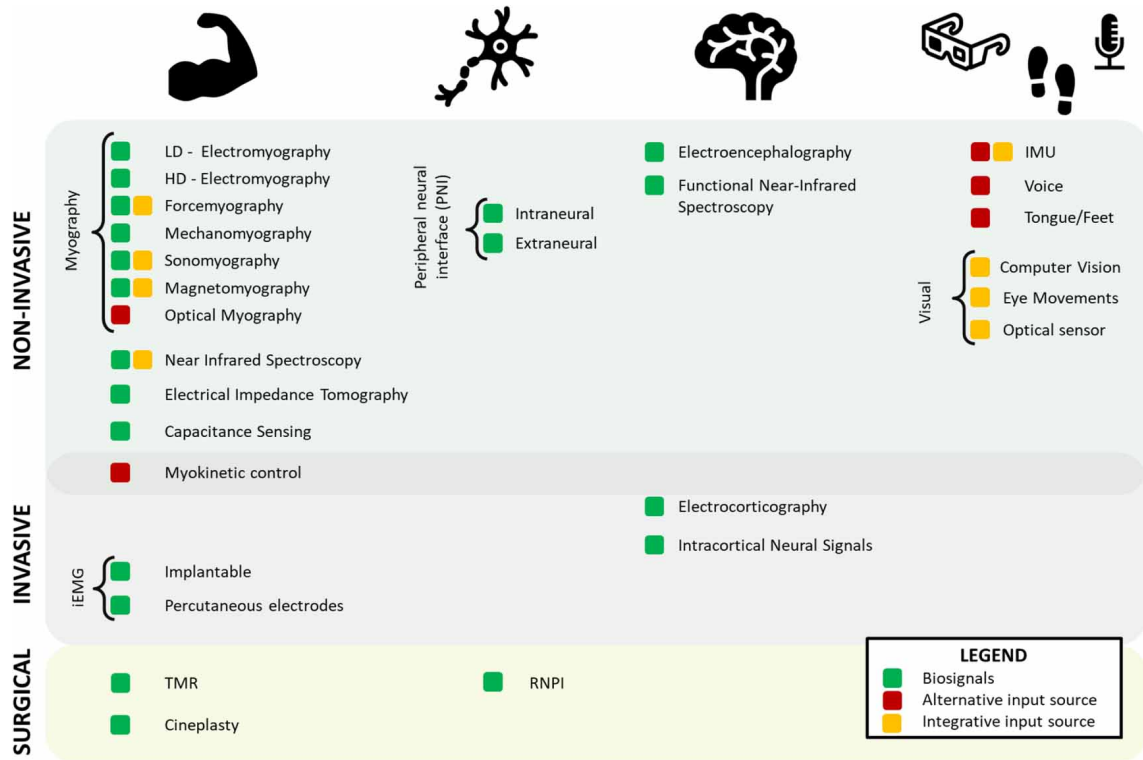 NON-INVASIVE
Myography
LD - Electromyography
HD - Electromyography
Forcemyography
Mechanomyography
Sonomyography
Magnetomyography
Optical Myography
Near Infrared Spectroscopy
Electrical Impedance Tomography
Capacitance Sensing
Myokinetic control
Peripheral neural
interface (PNI)
Intraneural
Extraneural
Electroencephalography
Functional Near-Infrared
Spectroscopy
IMU
Voice
Tongue/Feet
Visual
Computer Vision
Eye Movements
Optical sensor
INVASIVE
iEMG
Implantable
Percutaneous electrodes
Electrocorticography
Intracortical Neural Signals
SURGICAL
TMR
Cineplasty
RNPI
LEGEND
Biosignals
Alternative input source
Integrative input source